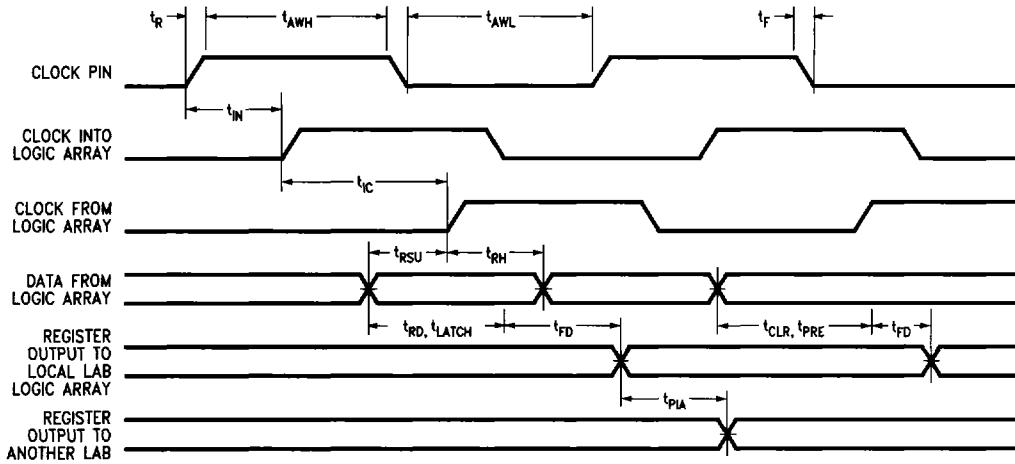 tR tAWH tAWL tF
CLOCK PIN
tIN
CLOCK INTO
LOGIC ARRAY
tIC
CLOCK FROM
LOGIC ARRAY
tRSU tRH
DATA FROM
LOGIC ARRAY
tRD, tLATCH tFD tCLR, tPRE tFD
REGISTER
OUTPUT TO
LOCAL LAB
LOGIC ARRAY
tPIA
REGISTER
OUTPUT TO
ANOTHER LAB